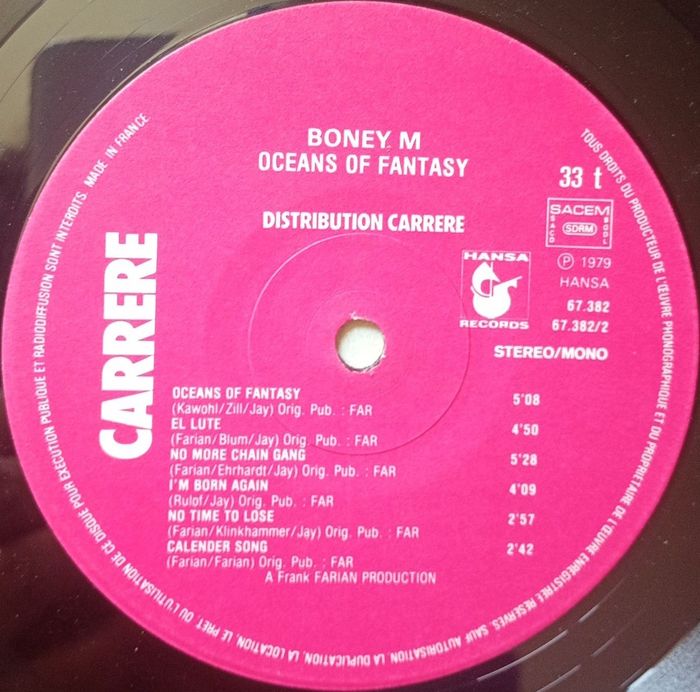 BONEY M
OCEANS OF FANTASY
33 t
DISTRIBUTION CARRERE
SACEM
SACD SDRM BODL
CARRERE
HANSA
RECORDS
Ⓟ 1979
HANSA
67.382
67.382/2
STEREO/MONO
OCEANS OF FANTASY 5'08
(Kawohl/Zill/Jay) Orig. Pub. : FAR
EL LUTE 4'50
(Farian/Blum/Jay) Orig. Pub. : FAR
NO MORE CHAIN GANG 5'28
(Farian/Ehrhardt/Jay) Orig. Pub. : FAR
I'M BORN AGAIN 4'09
(Rulof/Jay) Orig. Pub. : FAR
NO TIME TO LOSE 2'57
(Farian/Klinkhammer/Jay) Orig. Pub. : FAR
CALENDER SONG 2'42
(Farian/Farian) Orig. Pub. : FAR
A Frank FARIAN PRODUCTION
TOUS DROITS DU PRODUCTEUR DE L'ŒUVRE PHONOGRAPHIQUE ET DU PROPRIETAIRE DE L'ŒUVRE ENREGISTREE RESERVES. SAUF AUTORISATION, LA DUPLICATION, LA LOCATION, LE PRET, OU L'UTILISATION DE CE DISQUE POUR EXECUTION PUBLIQUE ET RADIODIFFUSION SONT INTERDITS. MADE IN FRANCE